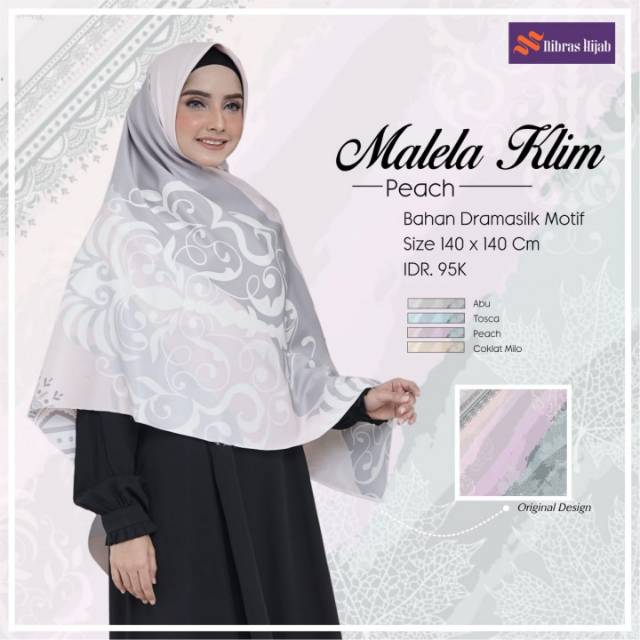 Nibras Hijab
Malela Klim
Peach
Bahan Dramasilk Motif
Size 140 x 140 Cm
IDR. 95K
Abu
Tosca
Peach
Coklat Milo
Original Design